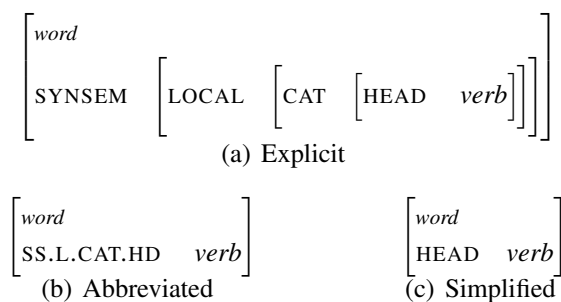 word
SYNSEM LOCAL CAT HEAD verb
(a) Explicit
word
SS.L.CAT.HD verb
(b) Abbreviated
word
HEAD verb
(c) Simplified